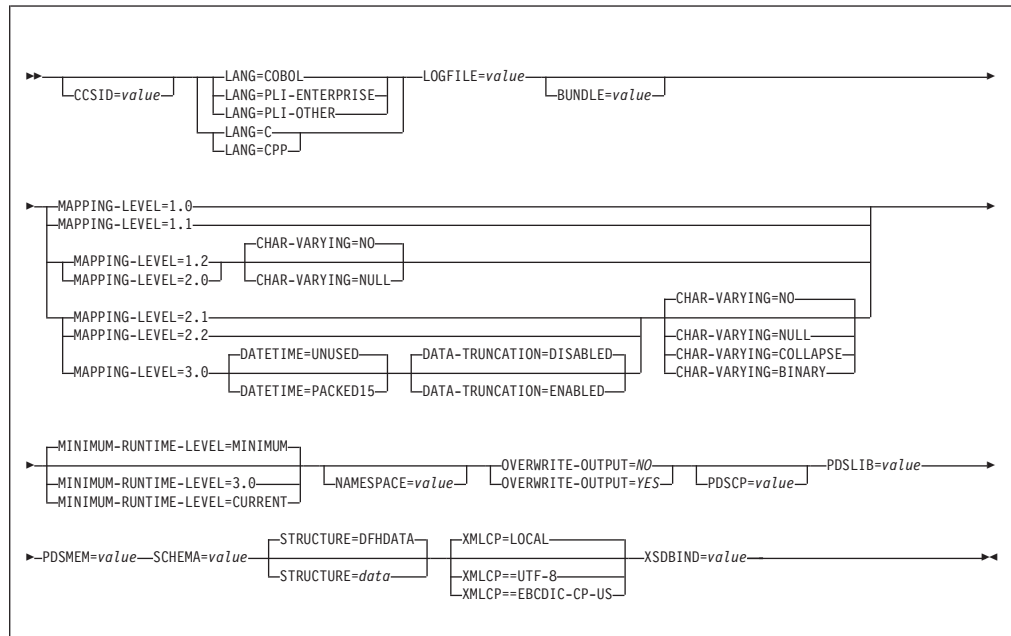 LANG=COBOL LOGFILE=value
CCSID=value LANG=PLI-ENTERPRISE BUNDLE=value
LANG=PLI-OTHER
LANG=C
LANG=CPP
MAPPING-LEVEL=1.0
MAPPING-LEVEL=1.1
CHAR-VARYING=NO
MAPPING-LEVEL=1.2
MAPPING-LEVEL=2.0 CHAR-VARYING=NULL
MAPPING-LEVEL=2.1 CHAR-VARYING=NO
MAPPING-LEVEL=2.2 CHAR-VARYING=NULL
DATETIME=UNUSED DATA-TRUNCATION=DISABLED CHAR-VARYING=COLLAPSE
MAPPING-LEVEL=3.0 CHAR-VARYING=BINARY
DATETIME=PACKED15 DATA-TRUNCATION=ENABLED
MINIMUM-RUNTIME-LEVEL=MINIMUM OVERWRITE-OUTPUT=NO PDSLIB=value
MINIMUM-RUNTIME-LEVEL=3.0 NAMESPACE=value OVERWRITE-OUTPUT=YES PDSCP=value
MINIMUM-RUNTIME-LEVEL=CURRENT
STRUCTURE=DFHDATA XMLCP=LOCAL
PDSMEM=value SCHEMA=value XSDBIND=value
STRUCTURE=data XMLCP==UTF-8
XMLCP==EBCDIC-CP-US